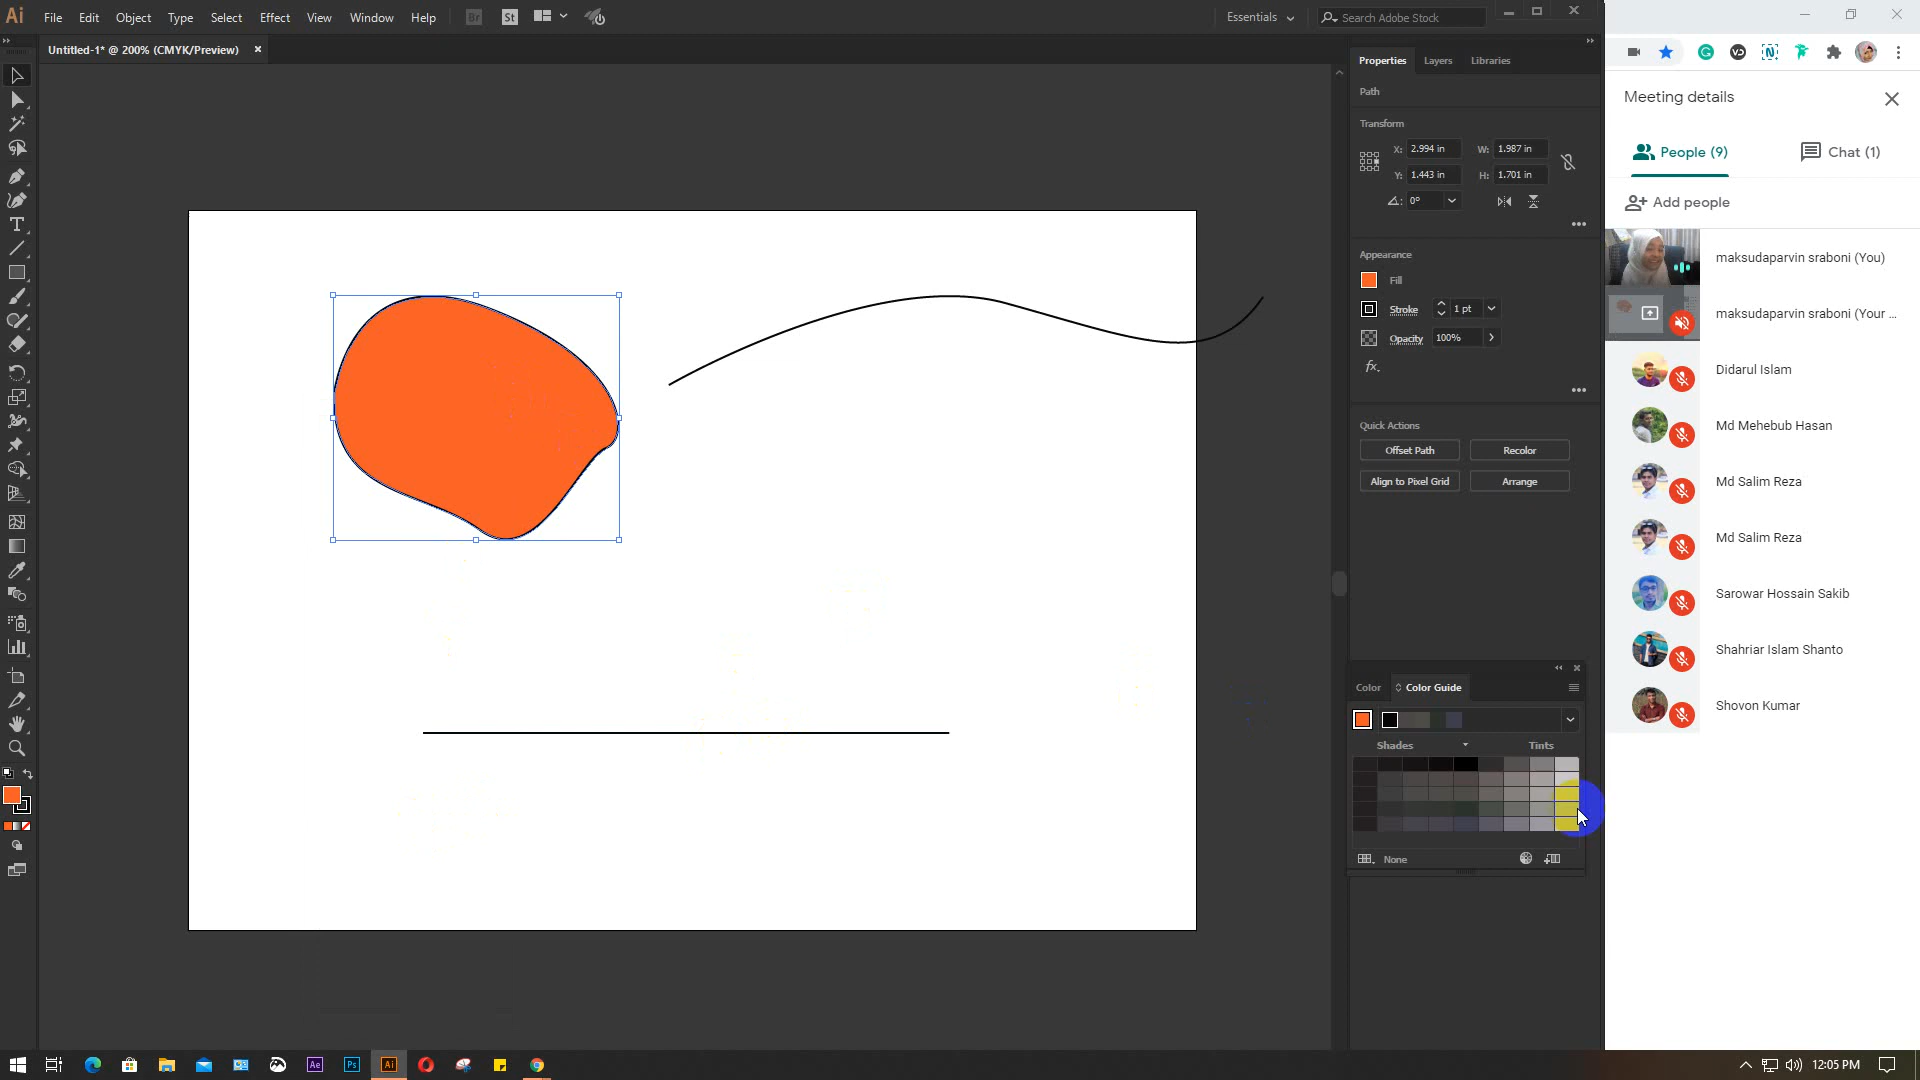 Ai File Edit Object Type Select Effect View Window Help Br St Essentials Search Adobe Stock
Untitled-1* @ 200% (CMYK/Preview) ×
Properties Layers Libraries
Path
Transform
X: 2.994 in W: 1.987 in
Y: 1.443 in H: 1.701 in
0°
Appearance
Fill
Stroke 1 pt
Opacity 100%
fx.
Quick Actions
Offset Path Recolor
Align to Pixel Grid Arrange
Color Color Guide
Shades Tints
None
Meeting details
People (9) Chat (1)
Add people
maksudaparvin sraboni (You)
maksudaparvin sraboni (Your ...
Didarul Islam
Md Mehebub Hasan
Md Salim Reza
Md Salim Reza
Sarowar Hossain Sakib
Shahriar Islam Shanto
Shovon Kumar
Ae Ps Ai 12:05 PM